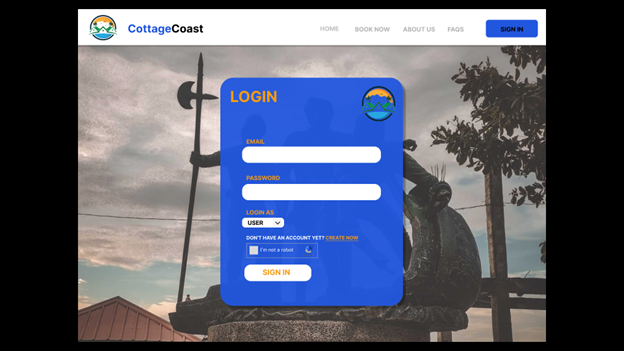 CottageCoast
HOME BOOK NOW ABOUT US FAQS SIGN IN
LOGIN
EMAIL
PASSWORD
LOGIN AS
USER
DON'T HAVE AN ACCOUNT YET? CREATE NOW
I'm not a robot
SIGN IN